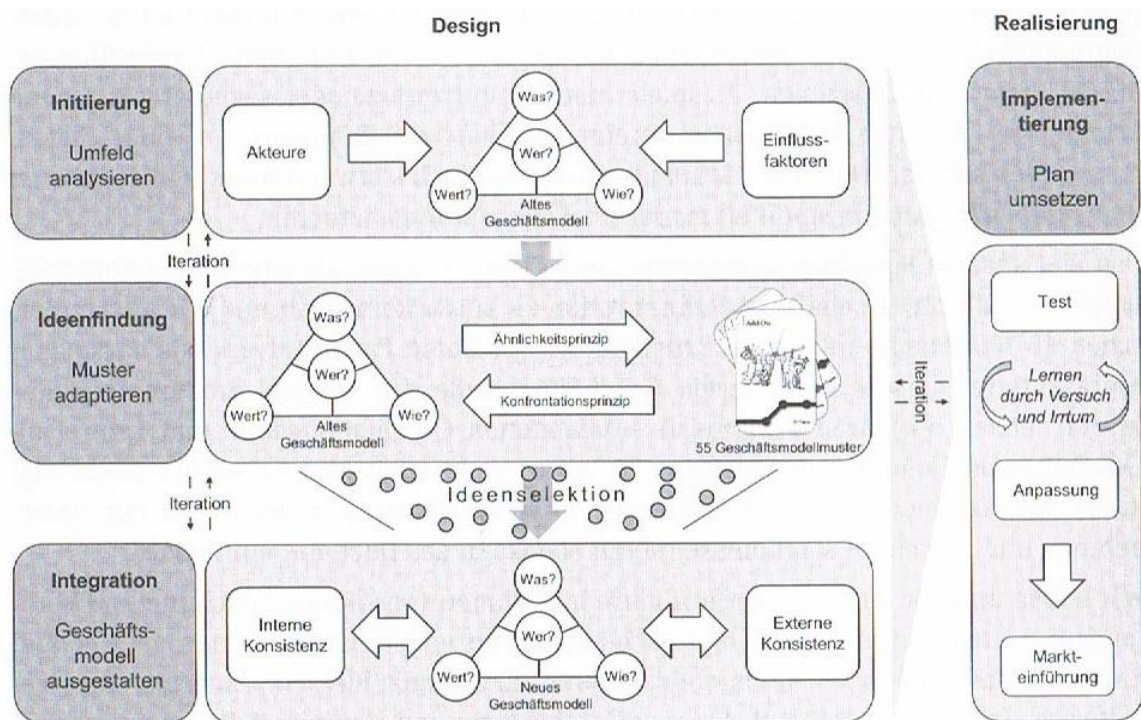 Design
Realisierung
Initiierung
Umfeld
analysieren
Akteure
Was?
Wer?
Wert?
Wie?
Altes
Geschäftsmodell
Einfluss-
faktoren
Implemen-
tierung
Plan
umsetzen
Iteration
Ideenfindung
Muster
adaptieren
Was?
Wer?
Wert?
Wie?
Altes
Geschäftsmodell
Ähnlichkeitsprinzip
Konfrontationsprinzip
55 Geschäftsmodellmuster
Iteration
Test
Lernen
durch Versuch
und Irrtum
Anpassung
Markt-
einführung
Iteration
Ideenselektion
Integration
Geschäfts-
modell
ausgestalten
Interne
Konsistenz
Was?
Wer?
Wert?
Wie?
Neues
Geschäftsmodell
Externe
Konsistenz